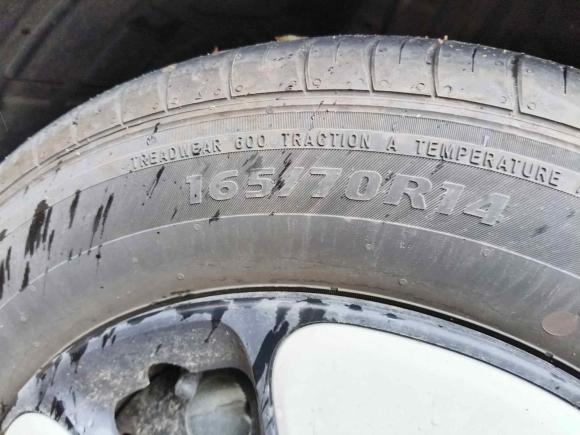 TREADWEAR 600 TRACTION A TEMPERATURE
165/70R14